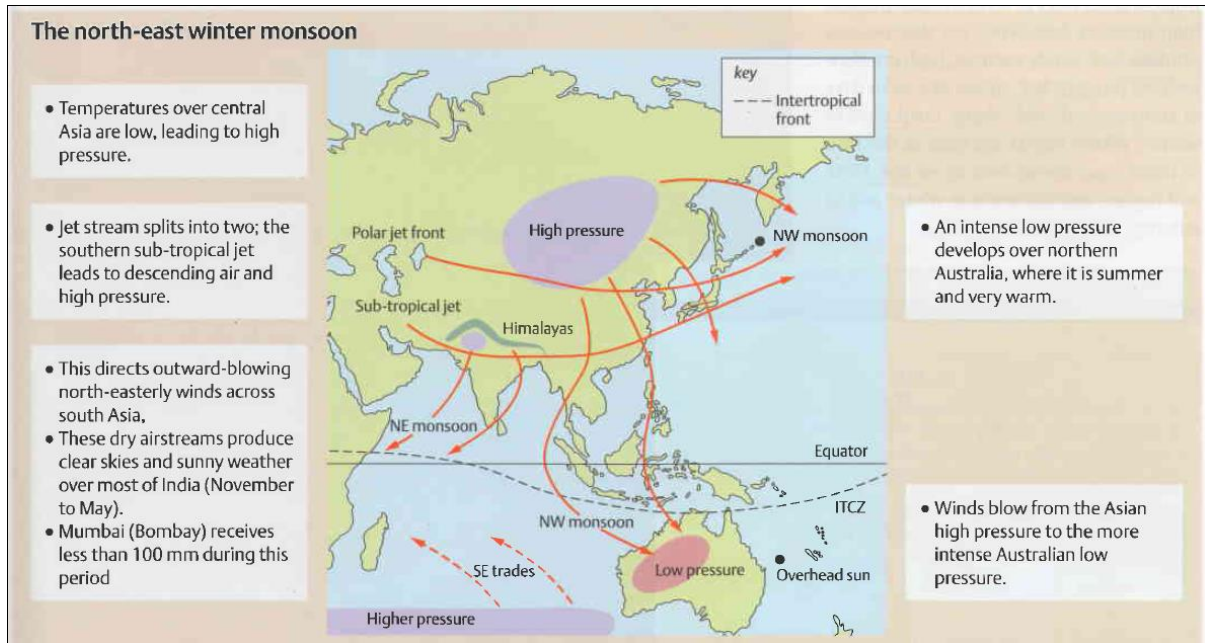 The north-east winter monsoon
• Temperatures over central
Asia are low, leading to high
pressure.
• Jet stream splits into two; the
southern sub-tropical jet
leads to descending air and
high pressure.
• This directs outward-blowing
north-easterly winds across
south Asia,
• These dry airstreams produce
clear skies and sunny weather
over most of India (November
to May).
• Mumbai (Bombay) receives
less than 100 mm during this
period
key
Intertropical
front
High pressure
Polar jet front
NW monsoon
Sub-tropical jet
Himalayas
NE monsoon
Equator
ITCZ
NW monsoon
SE trades
Low pressure
Overhead sun
Higher pressure
• An intense low pressure
develops over northern
Australia, where it is summer
and very warm.
• Winds blow from the Asian
high pressure to the more
intense Australian low
pressure.